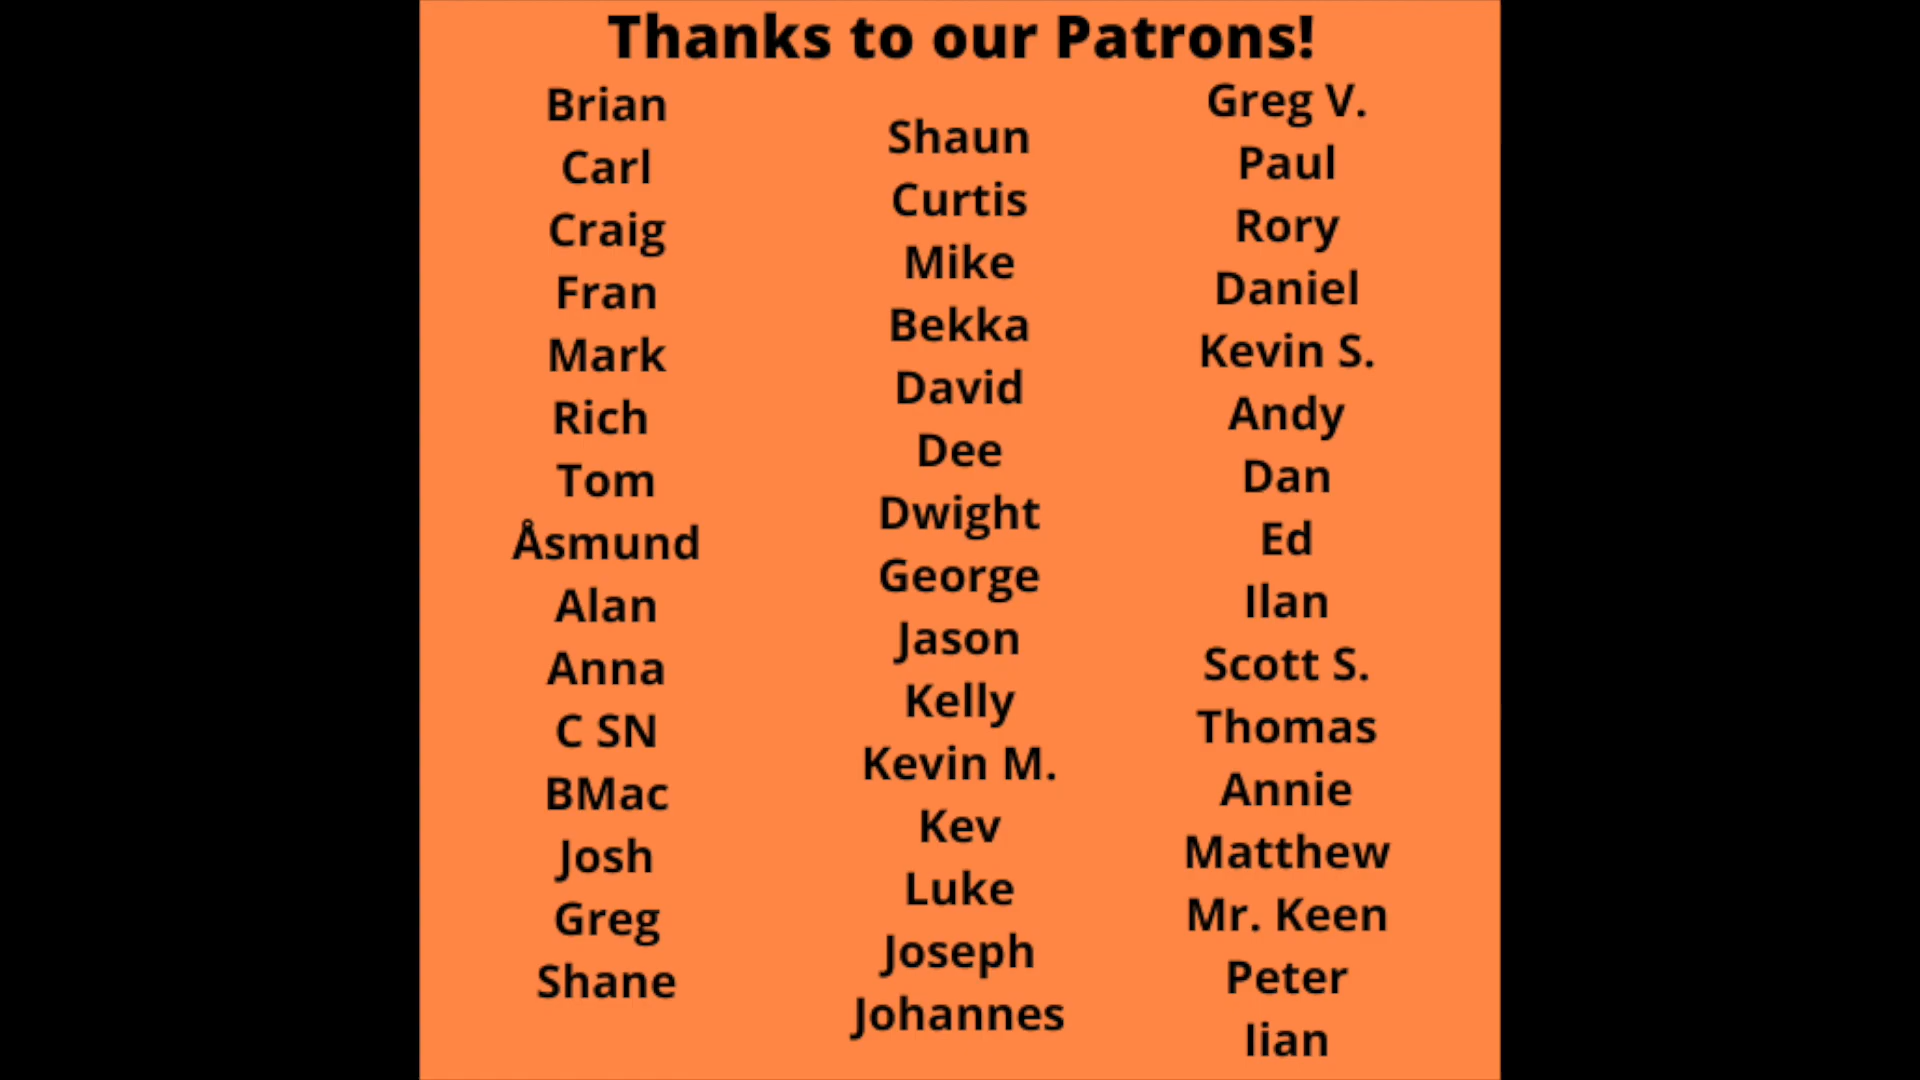 Thanks to our Patrons!
Brian
Carl
Craig
Fran
Mark
Rich
Tom
Åsmund
Alan
Anna
C SN
BMac
Josh
Greg
Shane
Shaun
Curtis
Mike
Bekka
David
Dee
Dwight
George
Jason
Kelly
Kevin M.
Kev
Luke
Joseph
Johannes
Greg V.
Paul
Rory
Daniel
Kevin S.
Andy
Dan
Ed
Ilan
Scott S.
Thomas
Annie
Matthew
Mr. Keen
Peter
Iian